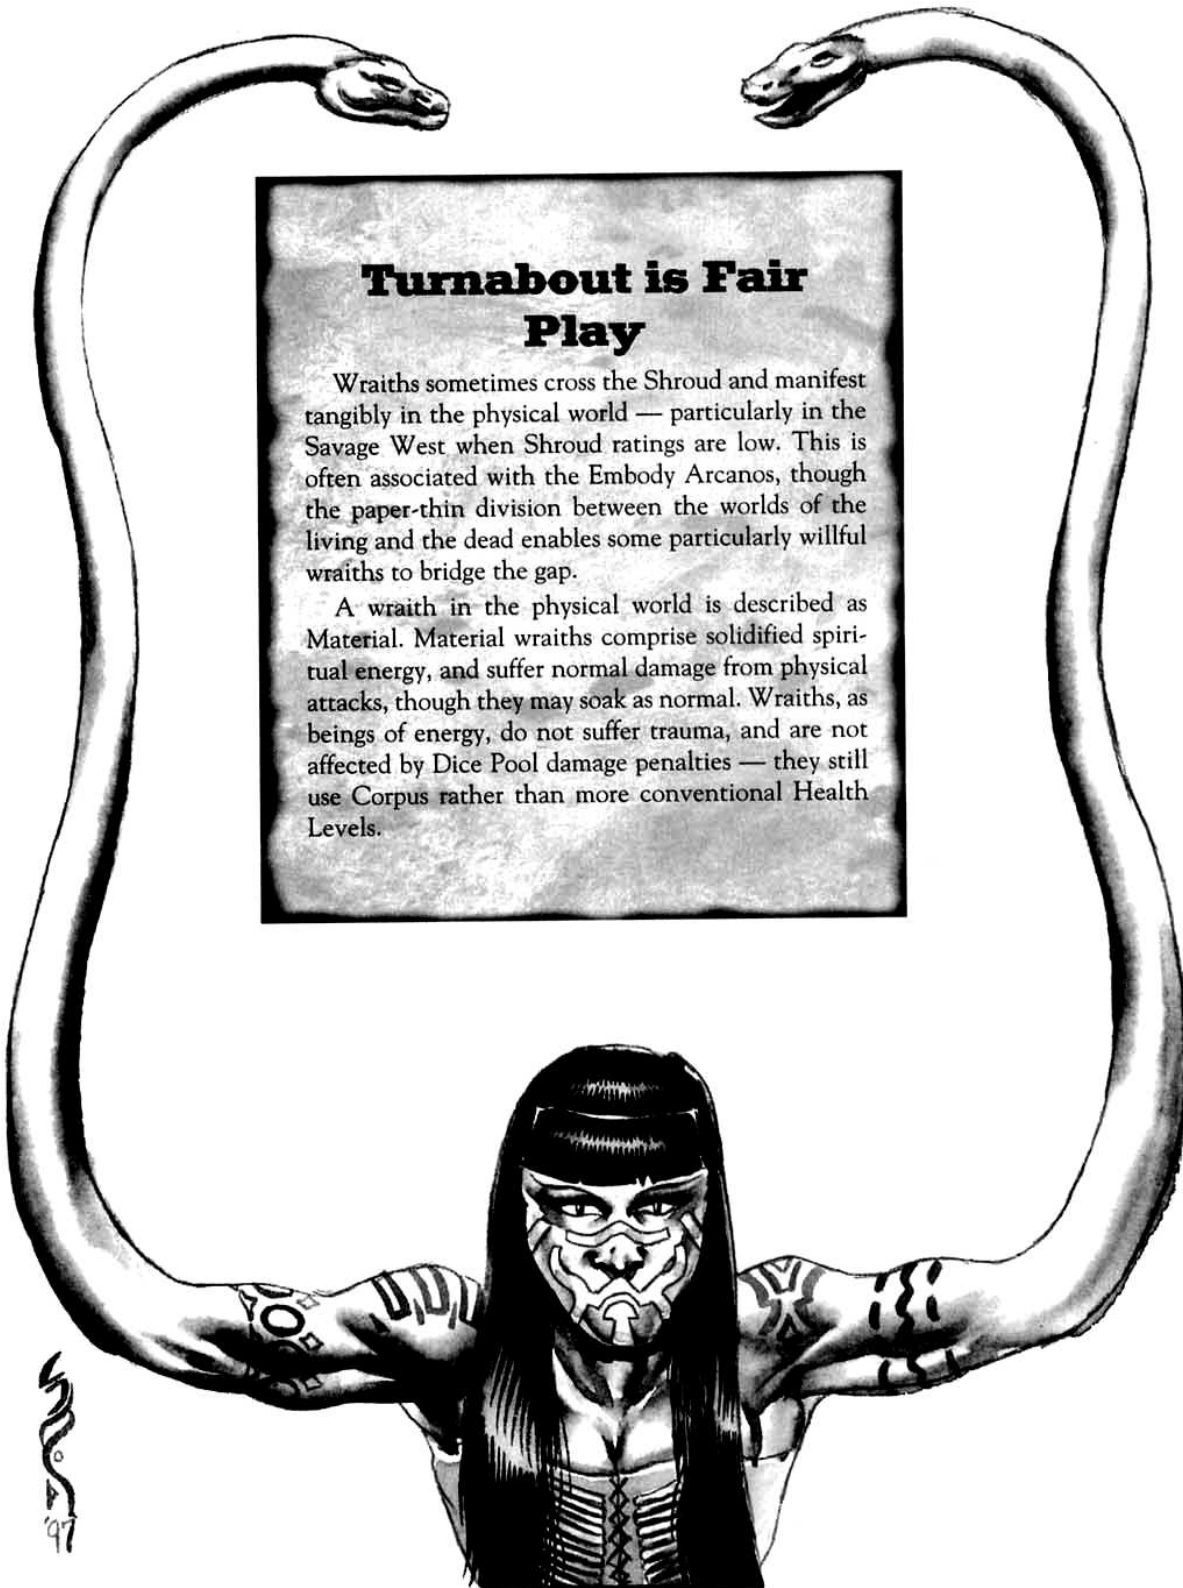 Turnabout is Fair
Play
Wraiths sometimes cross the Shroud and manifest
tangibly in the physical world — particularly in the
Savage West when Shroud ratings are low. This is
often associated with the Embody Arcanos, though
the paper-thin division between the worlds of the
living and the dead enables some particularly willful
wraiths to bridge the gap.
A wraith in the physical world is described as
Material. Material wraiths comprise solidified spiri-
tual energy, and suffer normal damage from physical
attacks, though they may soak as normal. Wraiths, as
beings of energy, do not suffer trauma, and are not
affected by Dice Pool damage penalties — they still
use Corpus rather than more conventional Health
Levels.
'97